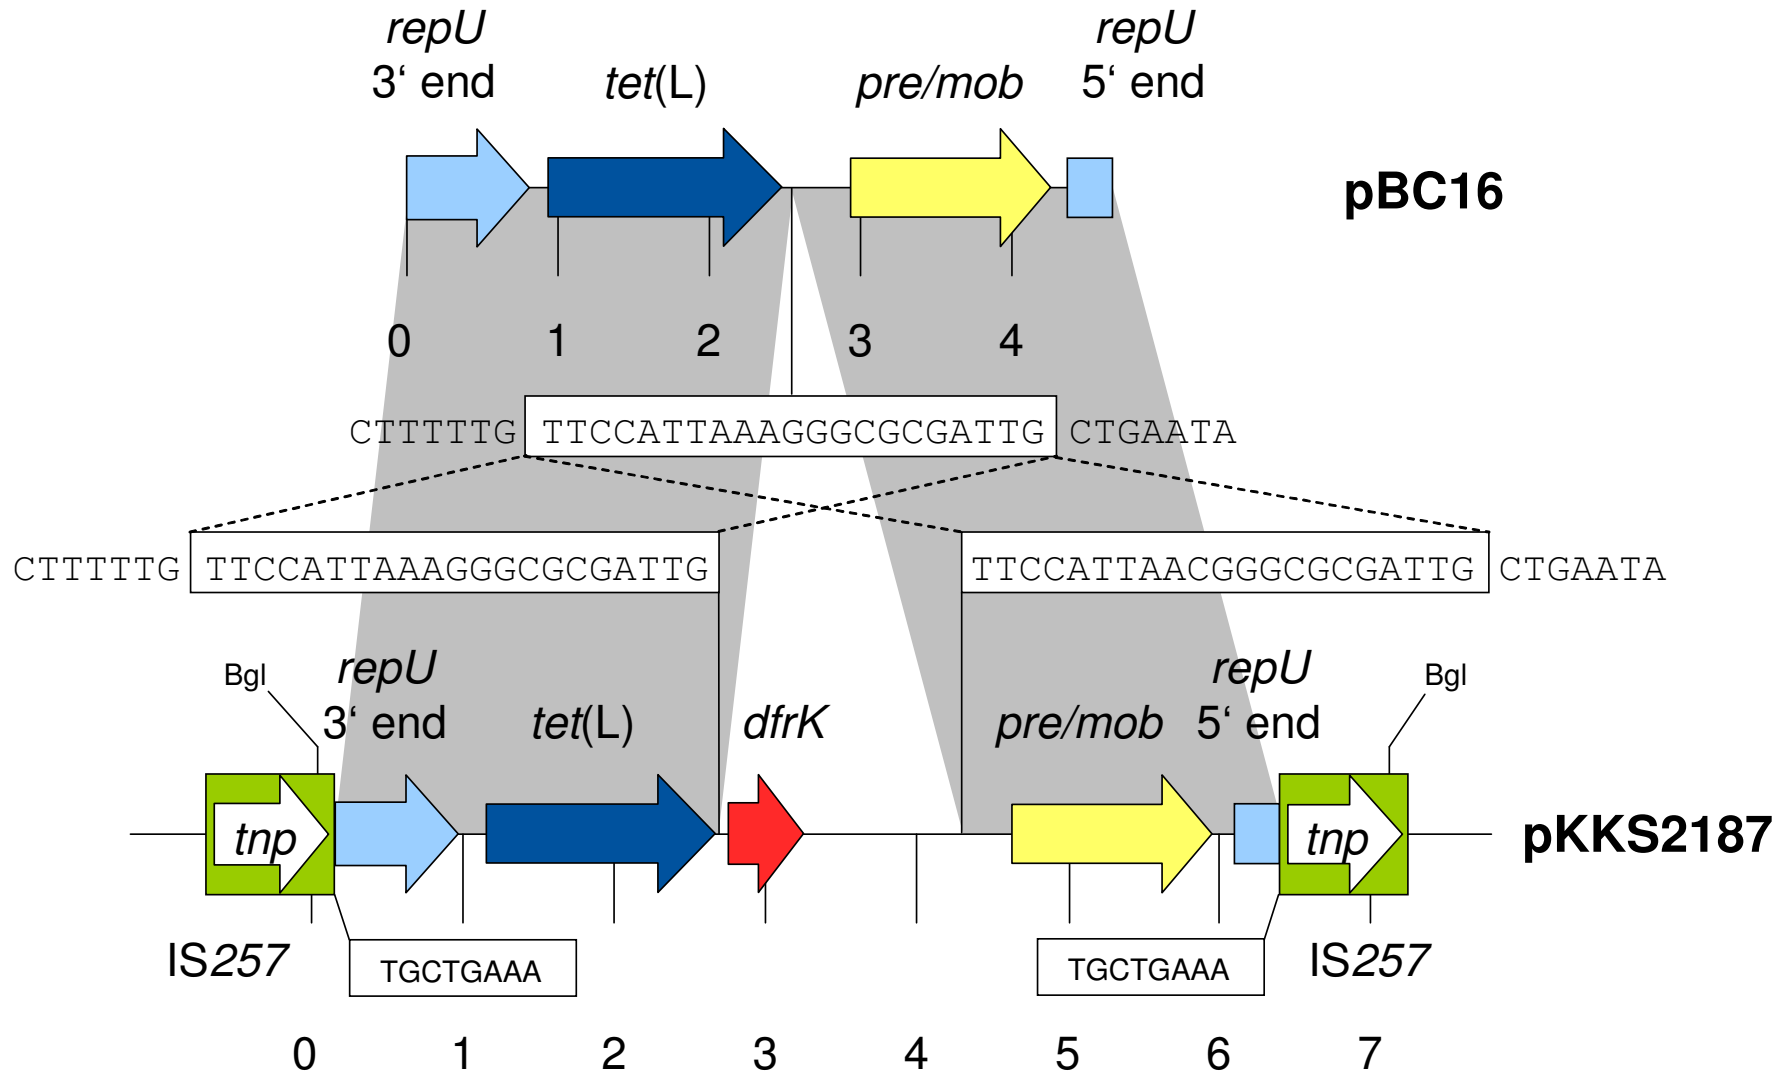 repU
3‘ end
tet(L)
pre/mob
repU
5‘ end
pBC16
0 1 2 3 4
CTTTTTG TTCCATTAAAGGGCGCGATTG CTGAATA
CTTTTTG TTCCATTAAAGGGCGCGATTG TTCCATTAACGGGCGCGATTG CTGAATA
Bgl
repU
3‘ end
tet(L)
dfrK
pre/mob
repU
5‘ end
Bgl
tnp
tnp
pKKS2187
IS257
TGCTGAAA
TGCTGAAA
IS257
0 1 2 3 4 5 6 7